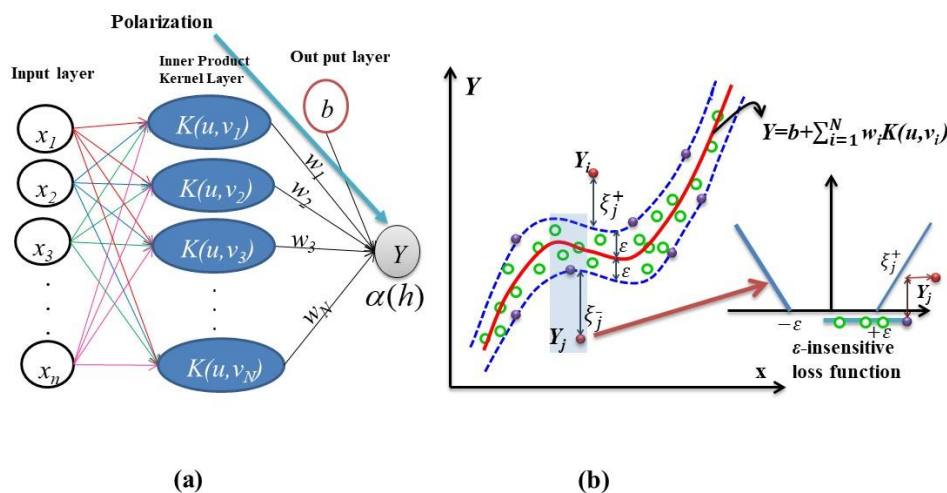 Polarization
Input layer
Inner Product
Kernel Layer
Out put layer
x1
x2
x3
.
.
.
xn
K(u,v1)
K(u,v2)
K(u,v3)
.
.
.
K(u,vN)
w1
w2
w3
wN
b
Y
α(h)
(a)
Y
Yi
ξj+
ε
ε
ξj-
Yj
x
Y=b+∑i=1N wiK(u,vi)
ξj+
Yj
-ε
+ε
ε-insensitive
loss function
(b)